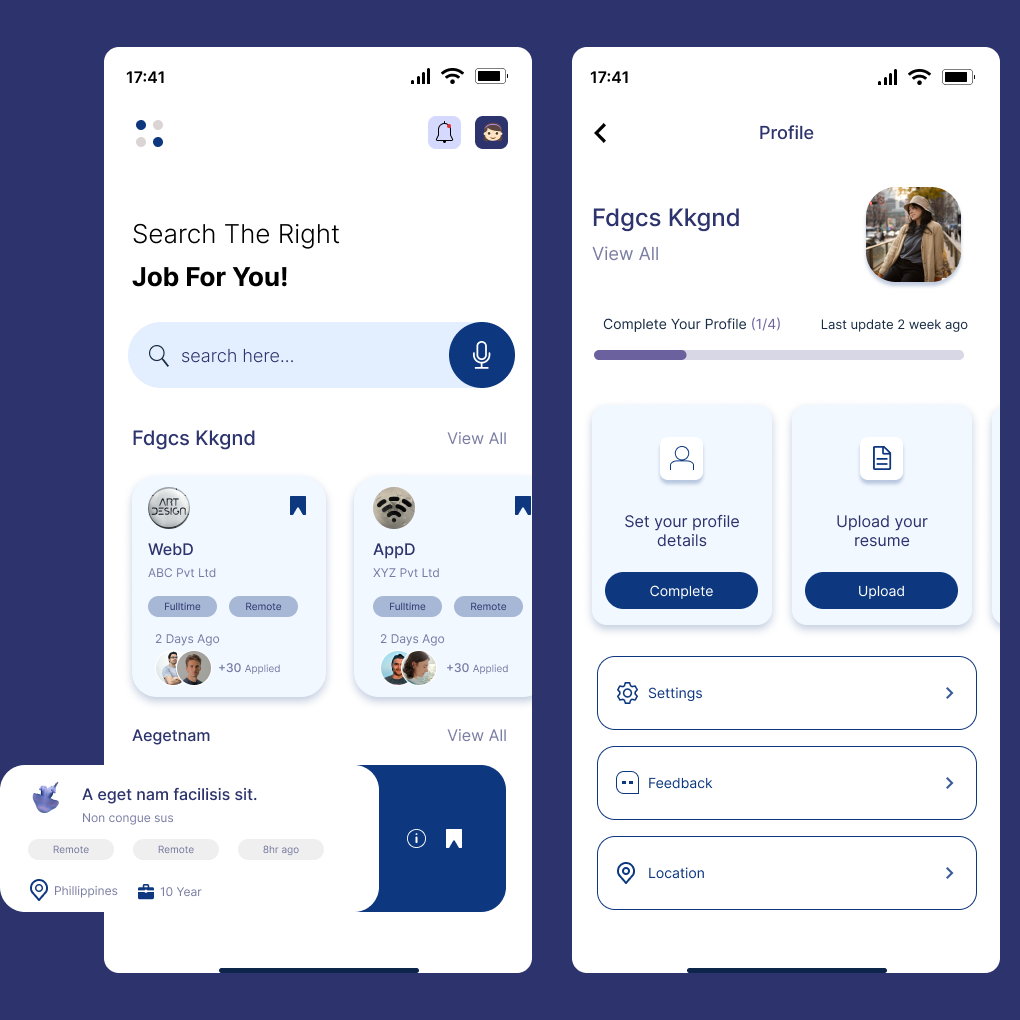 17:41
Search The Right
Job For You!
search here...
Fdgcs Kkgnd
View All
ART
DESIGN
WebD
ABC Pvt Ltd
Fulltime
Remote
2 Days Ago
+30 Applied
AppD
XYZ Pvt Ltd
Fulltime
Remote
2 Days Ago
+30 Applied
Aegetnam
View All
A eget nam facilisis sit.
Non congue sus
Remote
Remote
8hr ago
Phillippines
10 Year
17:41
Profile
Fdgcs Kkgnd
View All
Complete Your Profile (1/4)
Last update 2 week ago
Set your profile
details
Complete
Upload your
resume
Upload
Settings
Feedback
Location